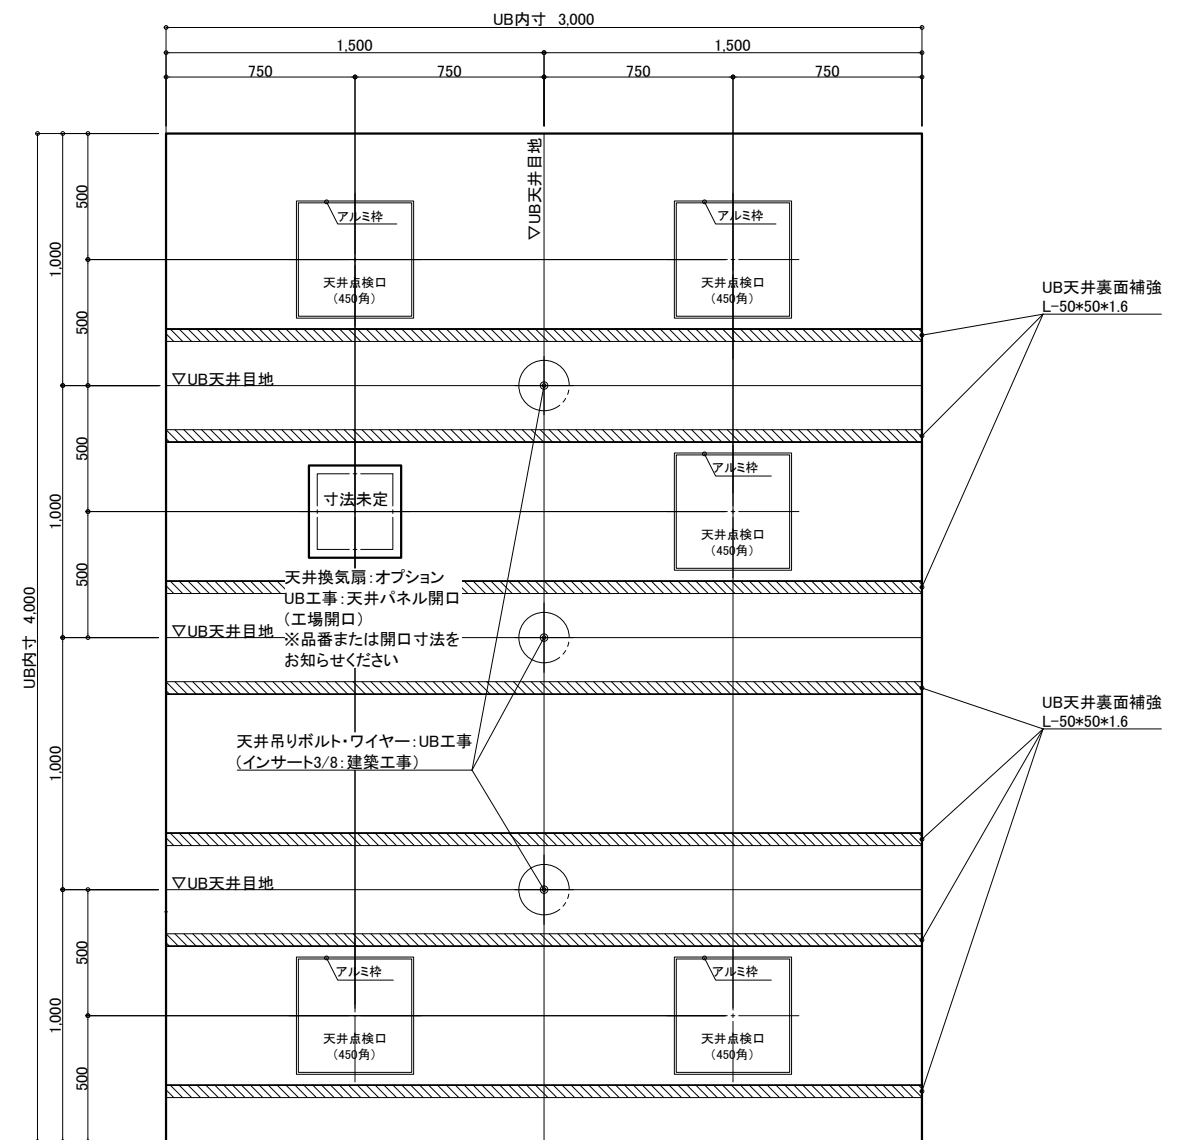 UB内寸 3,000
1,500
1,500
750
750
750
750
▽UB天井目地
500
1,000
500
アルミ枠
天井点検口
(450角)
アルミ枠
天井点検口
(450角)
UB天井裏面補強
L-50*50*1.6
▽UB天井目地
500
1,000
500
寸法未定
アルミ枠
天井点検口
(450角)
天井換気扇:オプション
UB工事:天井パネル開口
(工場開口)
※品番または開口寸法を
お知らせください
UB内寸 4,000
▽UB天井目地
UB天井裏面補強
L-50*50*1.6
天井吊りボルト・ワイヤー:UB工事
(インサート3/8:建築工事)
1,000
▽UB天井目地
500
1,000
500
アルミ枠
天井点検口
(450角)
アルミ枠
天井点検口
(450角)